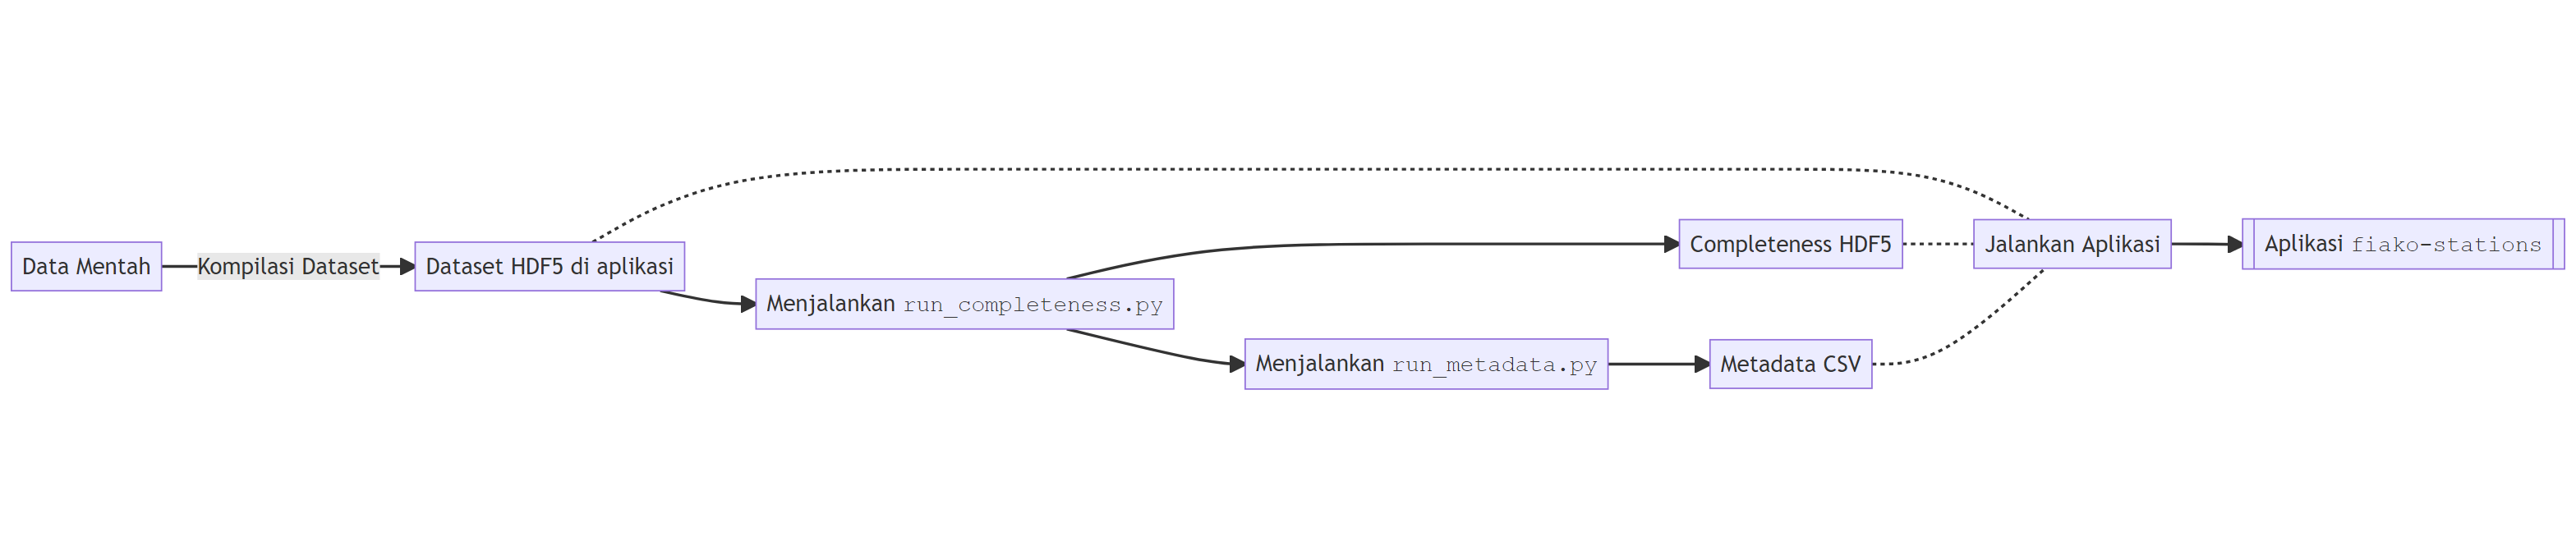 Data Mentah
Kompilasi Dataset
Dataset HDF5 di aplikasi
Menjalankan run_completeness.py
Completeness HDF5
Menjalankan run_metadata.py
Metadata CSV
Jalankan Aplikasi
Aplikasi fiako-stations